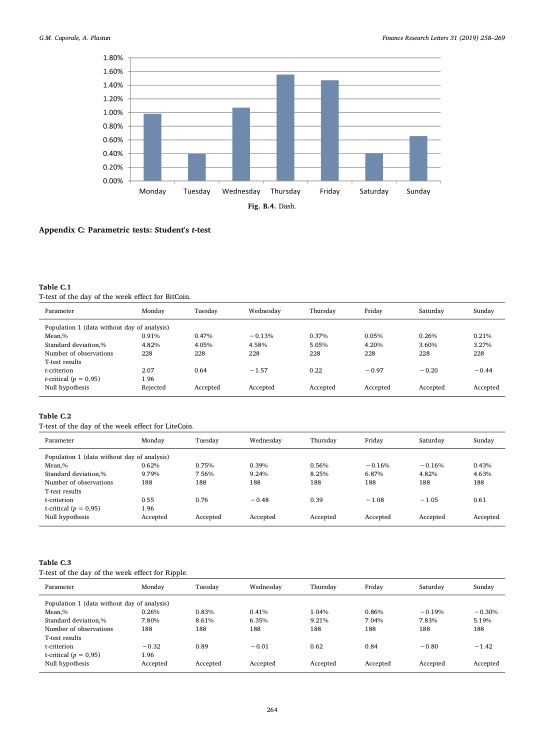 G.M. Caporale, A. Plastun
Finance Research Letters 31 (2019) 258–269
1.80%
1.60%
1.40%
1.20%
1.00%
0.80%
0.60%
0.40%
0.20%
0.00%
Monday Tuesday Wednesday Thursday Friday Saturday Sunday
Fig. B.4. Dash.
Appendix C: Parametric tests: Student's t-test
Table C.1
T-test of the day of the week effect for BitCoin.
Parameter Monday Tuesday Wednesday Thursday Friday Saturday Sunday
Population 1 (data without day of analysis)
Mean,% 0.91% 0.47% −0.13% 0.37% 0.05% 0.26% 0.21%
Standard deviation,% 4.82% 4.05% 4.58% 5.05% 4.20% 3.60% 3.27%
Number of observations 228 228 228 228 228 228 228
T-test results
t-criterion 2.07 0.64 −1.57 0.22 −0.97 −0.20 −0.44
t-critical (p = 0,95) 1.96
Null hypothesis Rejected Accepted Accepted Accepted Accepted Accepted Accepted
Table C.2
T-test of the day of the week effect for LiteCoin.
Parameter Monday Tuesday Wednesday Thursday Friday Saturday Sunday
Population 1 (data without day of analysis)
Mean,% 0.62% 0.75% 0.39% 0.56% −0.16% −0.16% 0.43%
Standard deviation,% 9.79% 7.56% 9.24% 8.25% 6.87% 4.82% 4.63%
Number of observations 188 188 188 188 188 188 188
T-test results
t-criterion 0.55 0.76 −0.48 0.39 −1.08 −1.05 0.61
t-critical (p = 0,95) 1.96
Null hypothesis Accepted Accepted Accepted Accepted Accepted Accepted Accepted
Table C.3
T-test of the day of the week effect for Ripple.
Parameter Monday Tuesday Wednesday Thursday Friday Saturday Sunday
Population 1 (data without day of analysis)
Mean,% 0.26% 0.83% 0.41% 1.04% 0.86% −0.19% −0.30%
Standard deviation,% 7.80% 8.61% 6.35% 9.21% 7.04% 7.83% 5.19%
Number of observations 188 188 188 188 188 188 188
T-test results
t-criterion −0.32 0.89 −0.01 0.62 0.84 −0.80 −1.42
t-critical (p = 0,95) 1.96
Null hypothesis Accepted Accepted Accepted Accepted Accepted Accepted Accepted
264